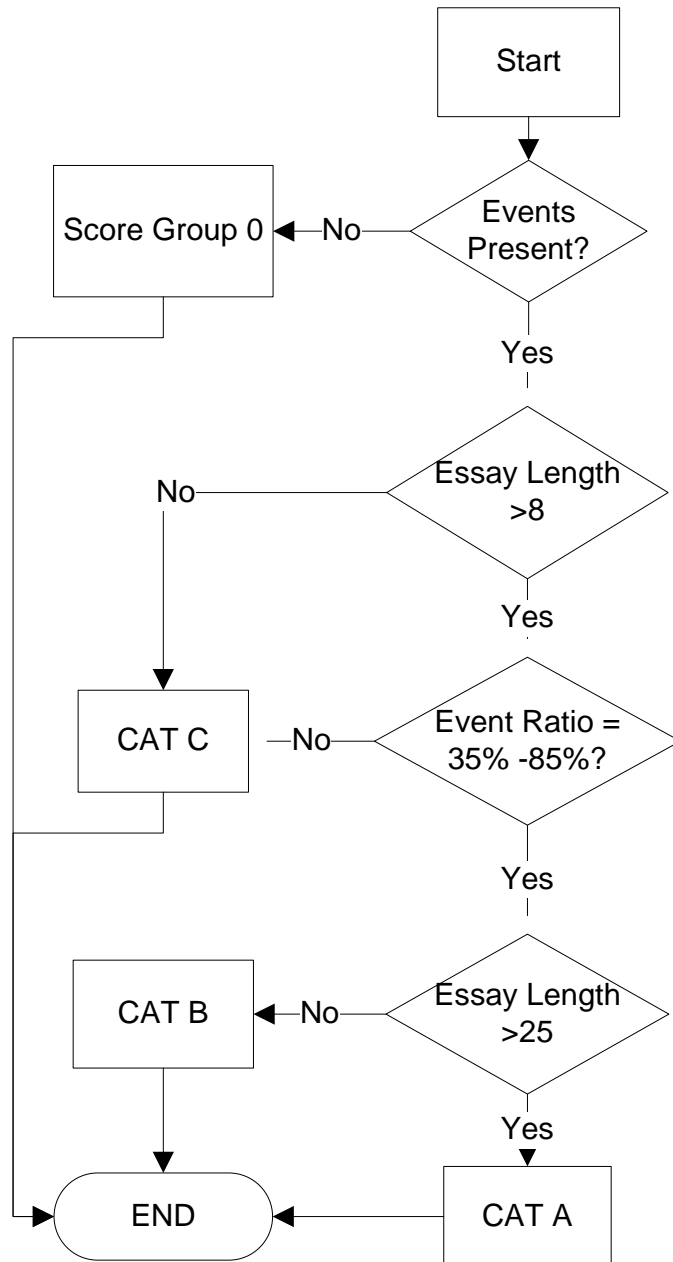 Start
Events
Present?
No
Score Group 0
Yes
Essay Length
>8
No
Yes
Event Ratio =
35% -85%?
No
CAT C
Yes
Essay Length
>25
No
CAT B
Yes
CAT A
END